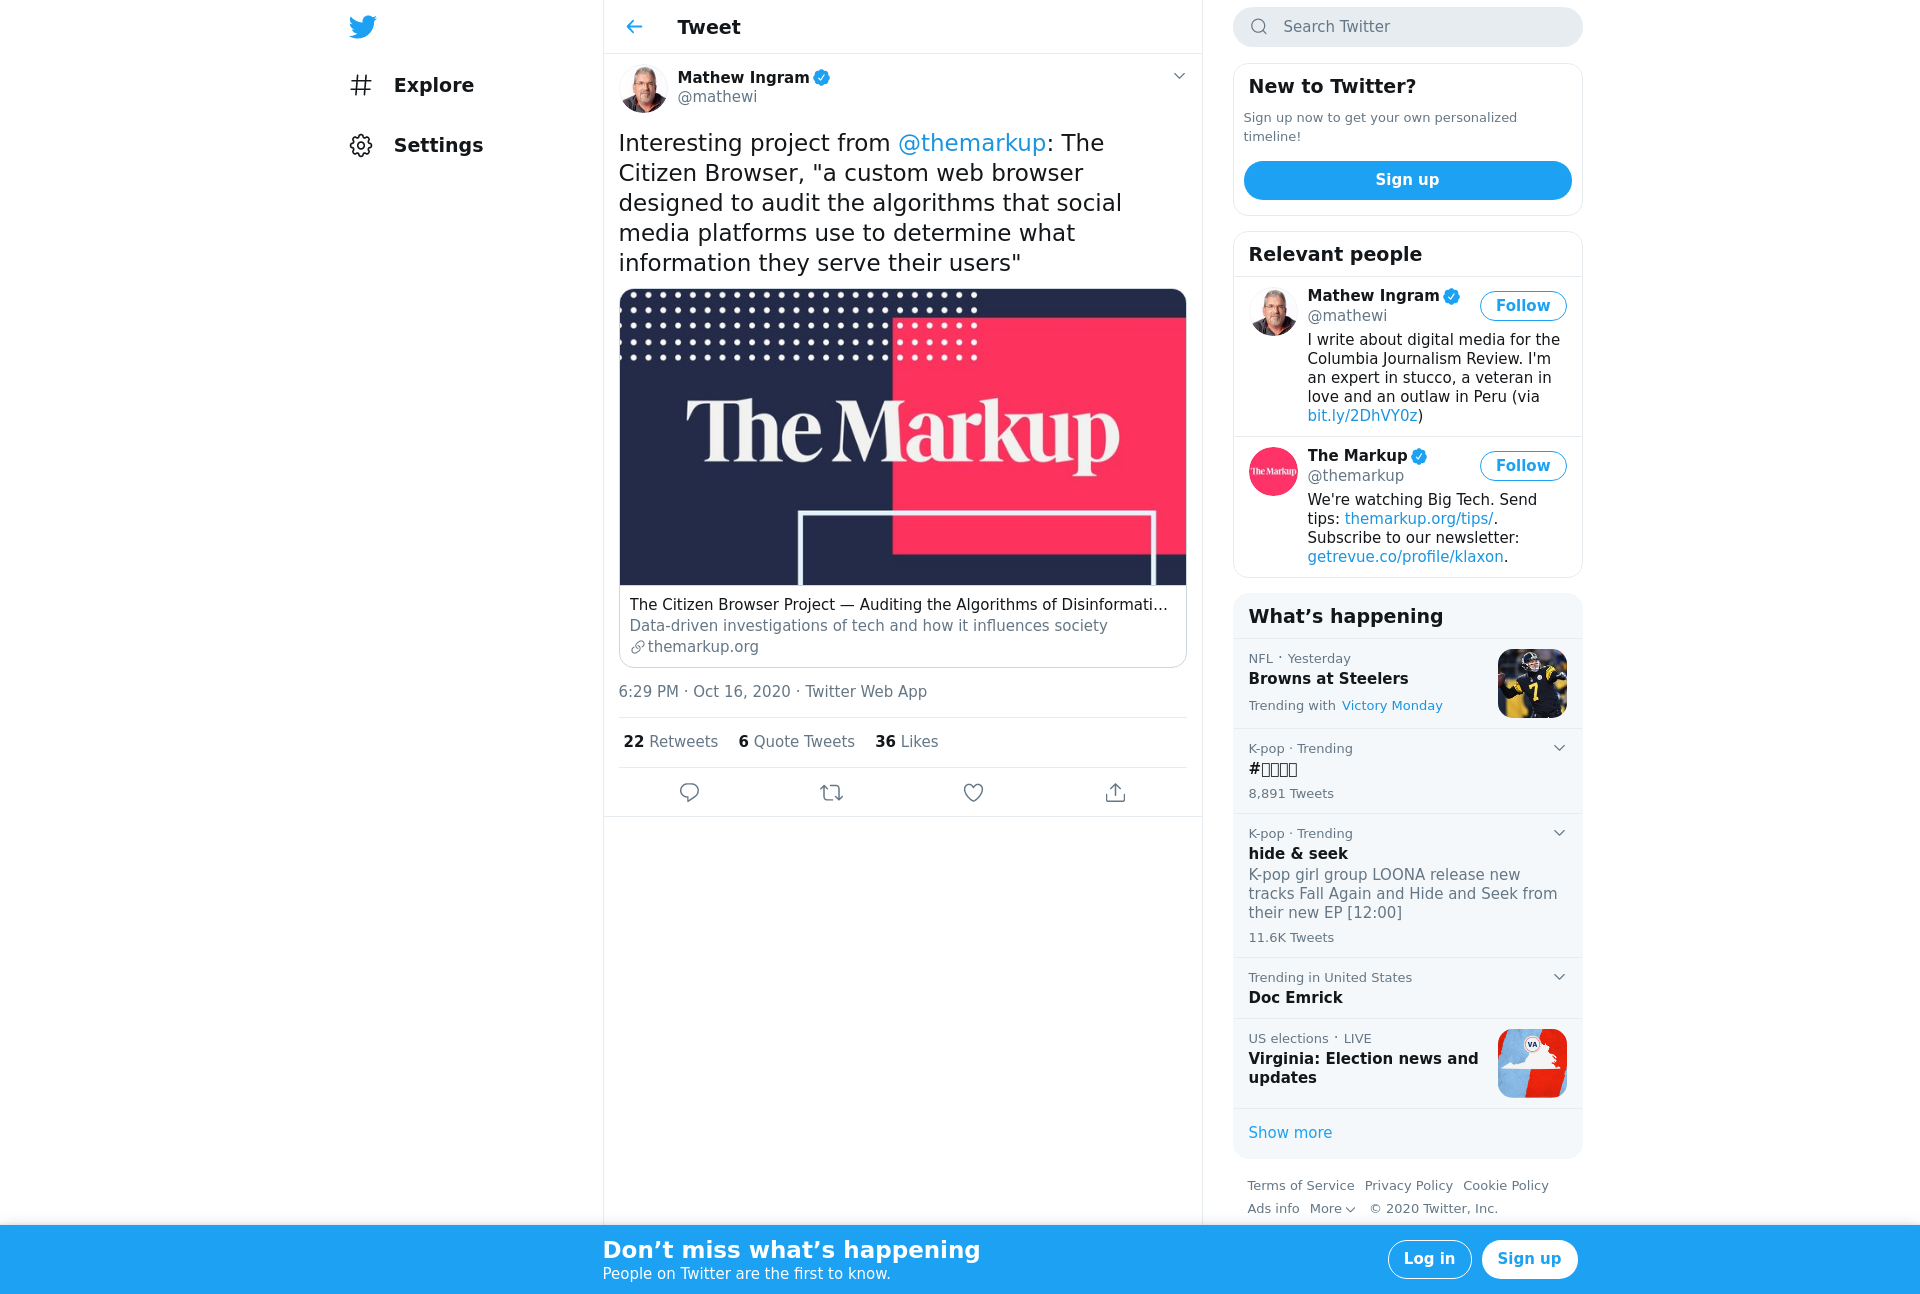 Explore
Settings
Tweet
Mathew Ingram
@mathewi
Interesting project from @themarkup: The
Citizen Browser, "a custom web browser
designed to audit the algorithms that social
media platforms use to determine what
information they serve their users"
The Markup
The Citizen Browser Project — Auditing the Algorithms of Disinformati…
Data-driven investigations of tech and how it influences society
themarkup.org
6:29 PM · Oct 16, 2020 · Twitter Web App
22 Retweets 6 Quote Tweets 36 Likes
Search Twitter
New to Twitter?
Sign up now to get your own personalized
timeline!
Sign up
Relevant people
Mathew Ingram
@mathewi
Follow
I write about digital media for the
Columbia Journalism Review. I'm
an expert in stucco, a veteran in
love and an outlaw in Peru (via
bit.ly/2DhVY0z)
The Markup
The Markup
@themarkup
Follow
We're watching Big Tech. Send
tips: themarkup.org/tips/.
Subscribe to our newsletter:
getrevue.co/profile/klaxon.
What’s happening
NFL · Yesterday
Browns at Steelers
Trending with Victory Monday
7
K-pop · Trending
#
8,891 Tweets
K-pop · Trending
hide & seek
K-pop girl group LOONA release new
tracks Fall Again and Hide and Seek from
their new EP [12:00]
11.6K Tweets
Trending in United States
Doc Emrick
US elections · LIVE
Virginia: Election news and
updates
VA
Show more
Terms of Service Privacy Policy Cookie Policy
Ads info More © 2020 Twitter, Inc.
Don’t miss what’s happening
People on Twitter are the first to know.
Log in
Sign up